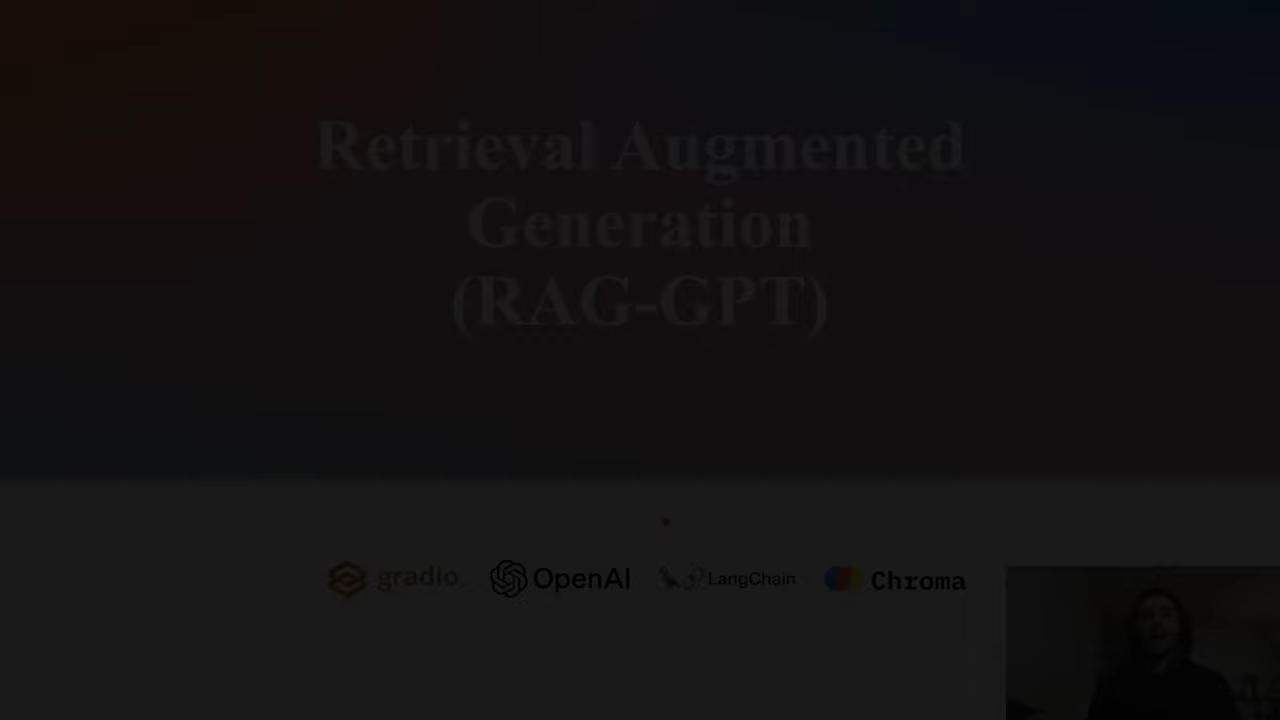 Retrieval Augmented
Generation
(RAG-GPT)
gradio OpenAI LangChain Chroma